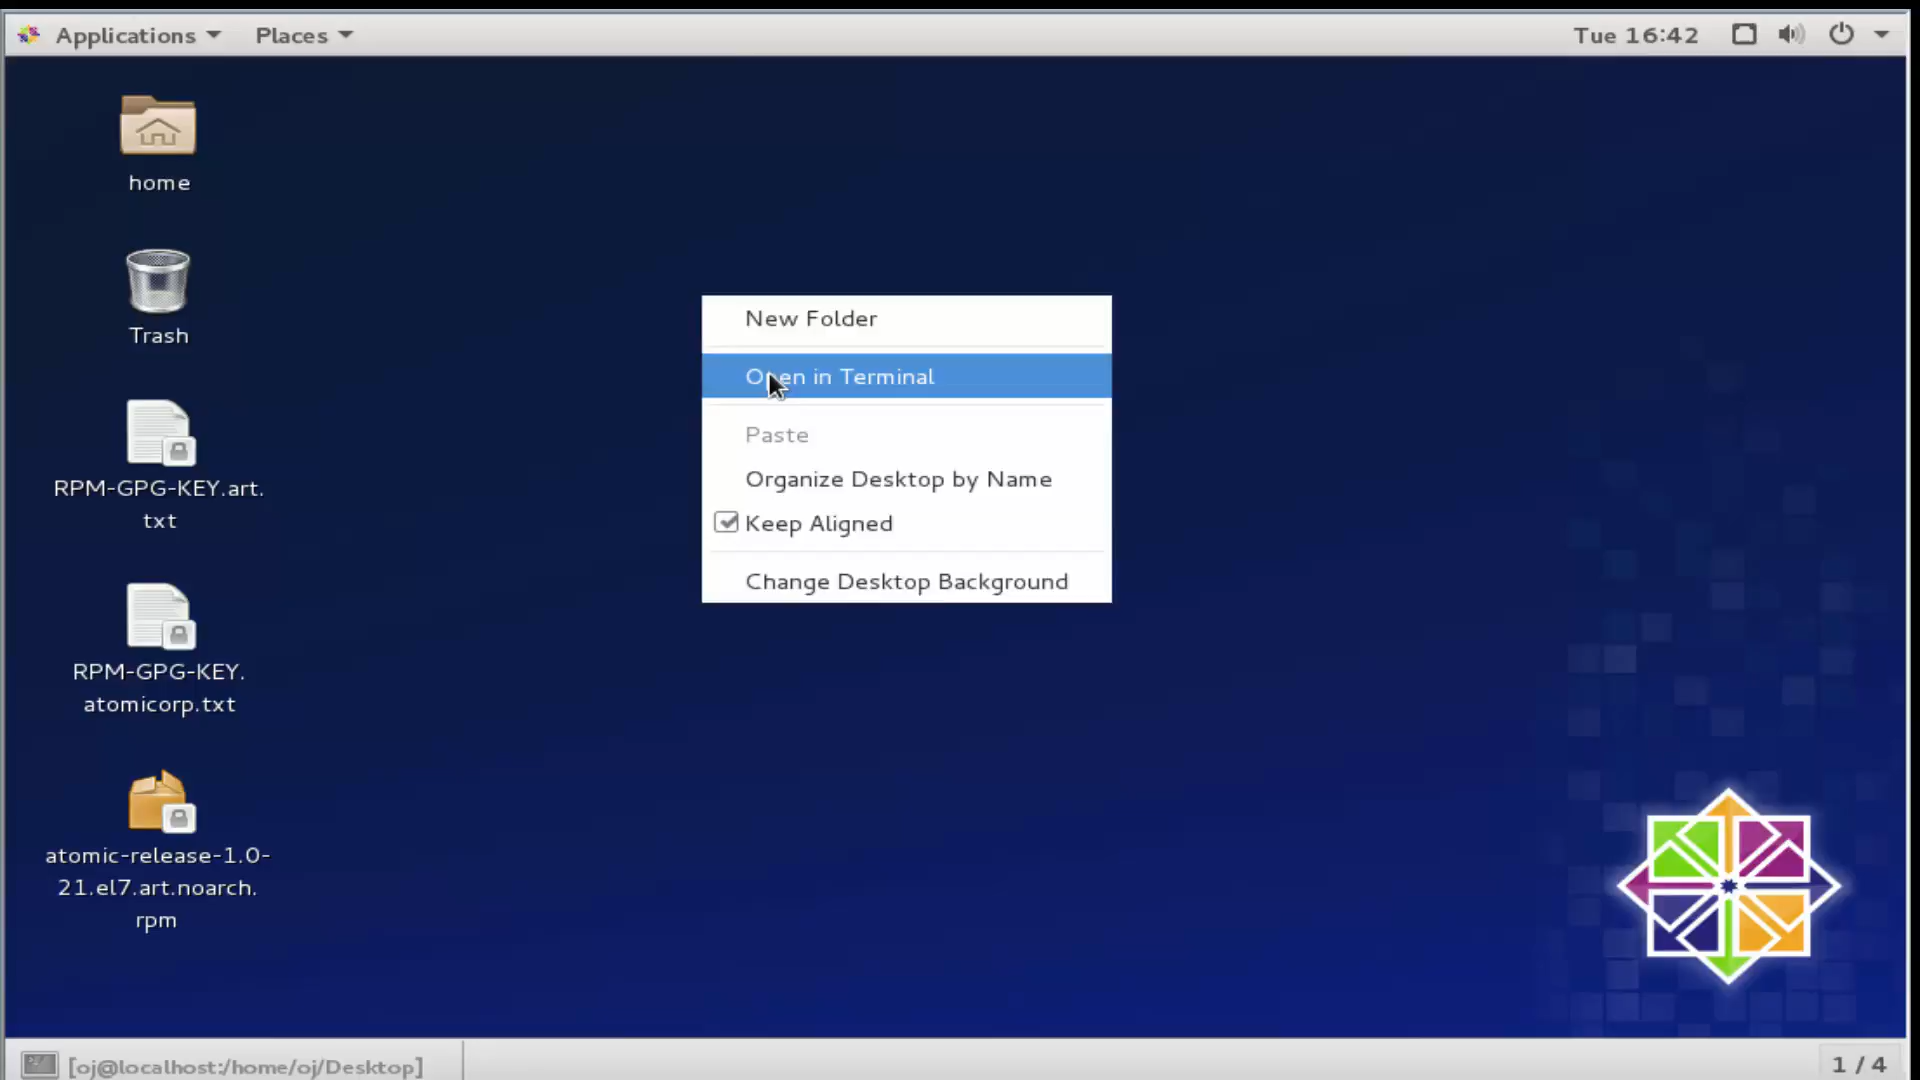 Applications Places Tue 16:42
home
Trash
RPM-GPG-KEY.art.
txt
RPM-GPG-KEY.
atomicorp.txt
atomic-release-1.0-
21.el7.art.noarch.
rpm
New Folder
Open in Terminal
Paste
Organize Desktop by Name
Keep Aligned
Change Desktop Background
[oj@localhost:/home/oj/Desktop] 1 / 4